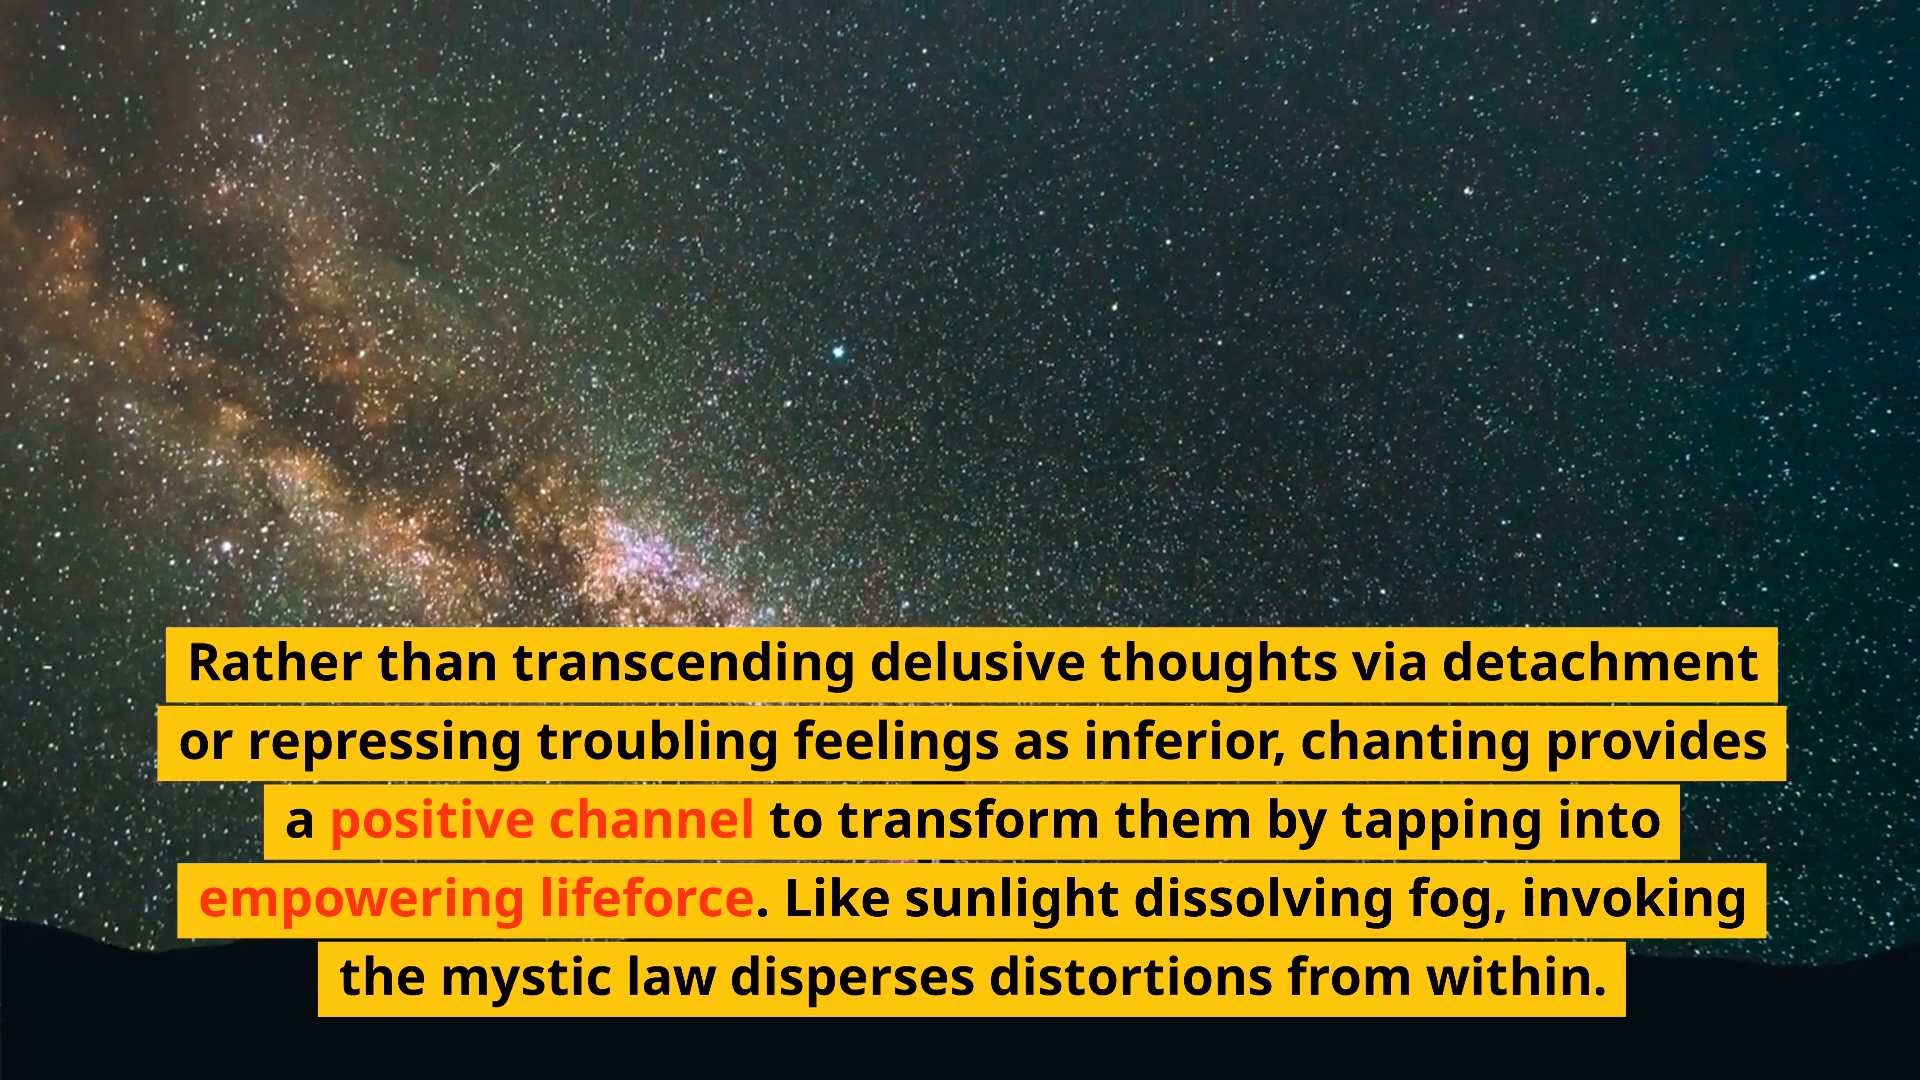 Rather than transcending delusive thoughts via detachment
or repressing troubling feelings as inferior, chanting provides
a positive channel to transform them by tapping into
empowering lifeforce. Like sunlight dissolving fog, invoking
the mystic law disperses distortions from within.